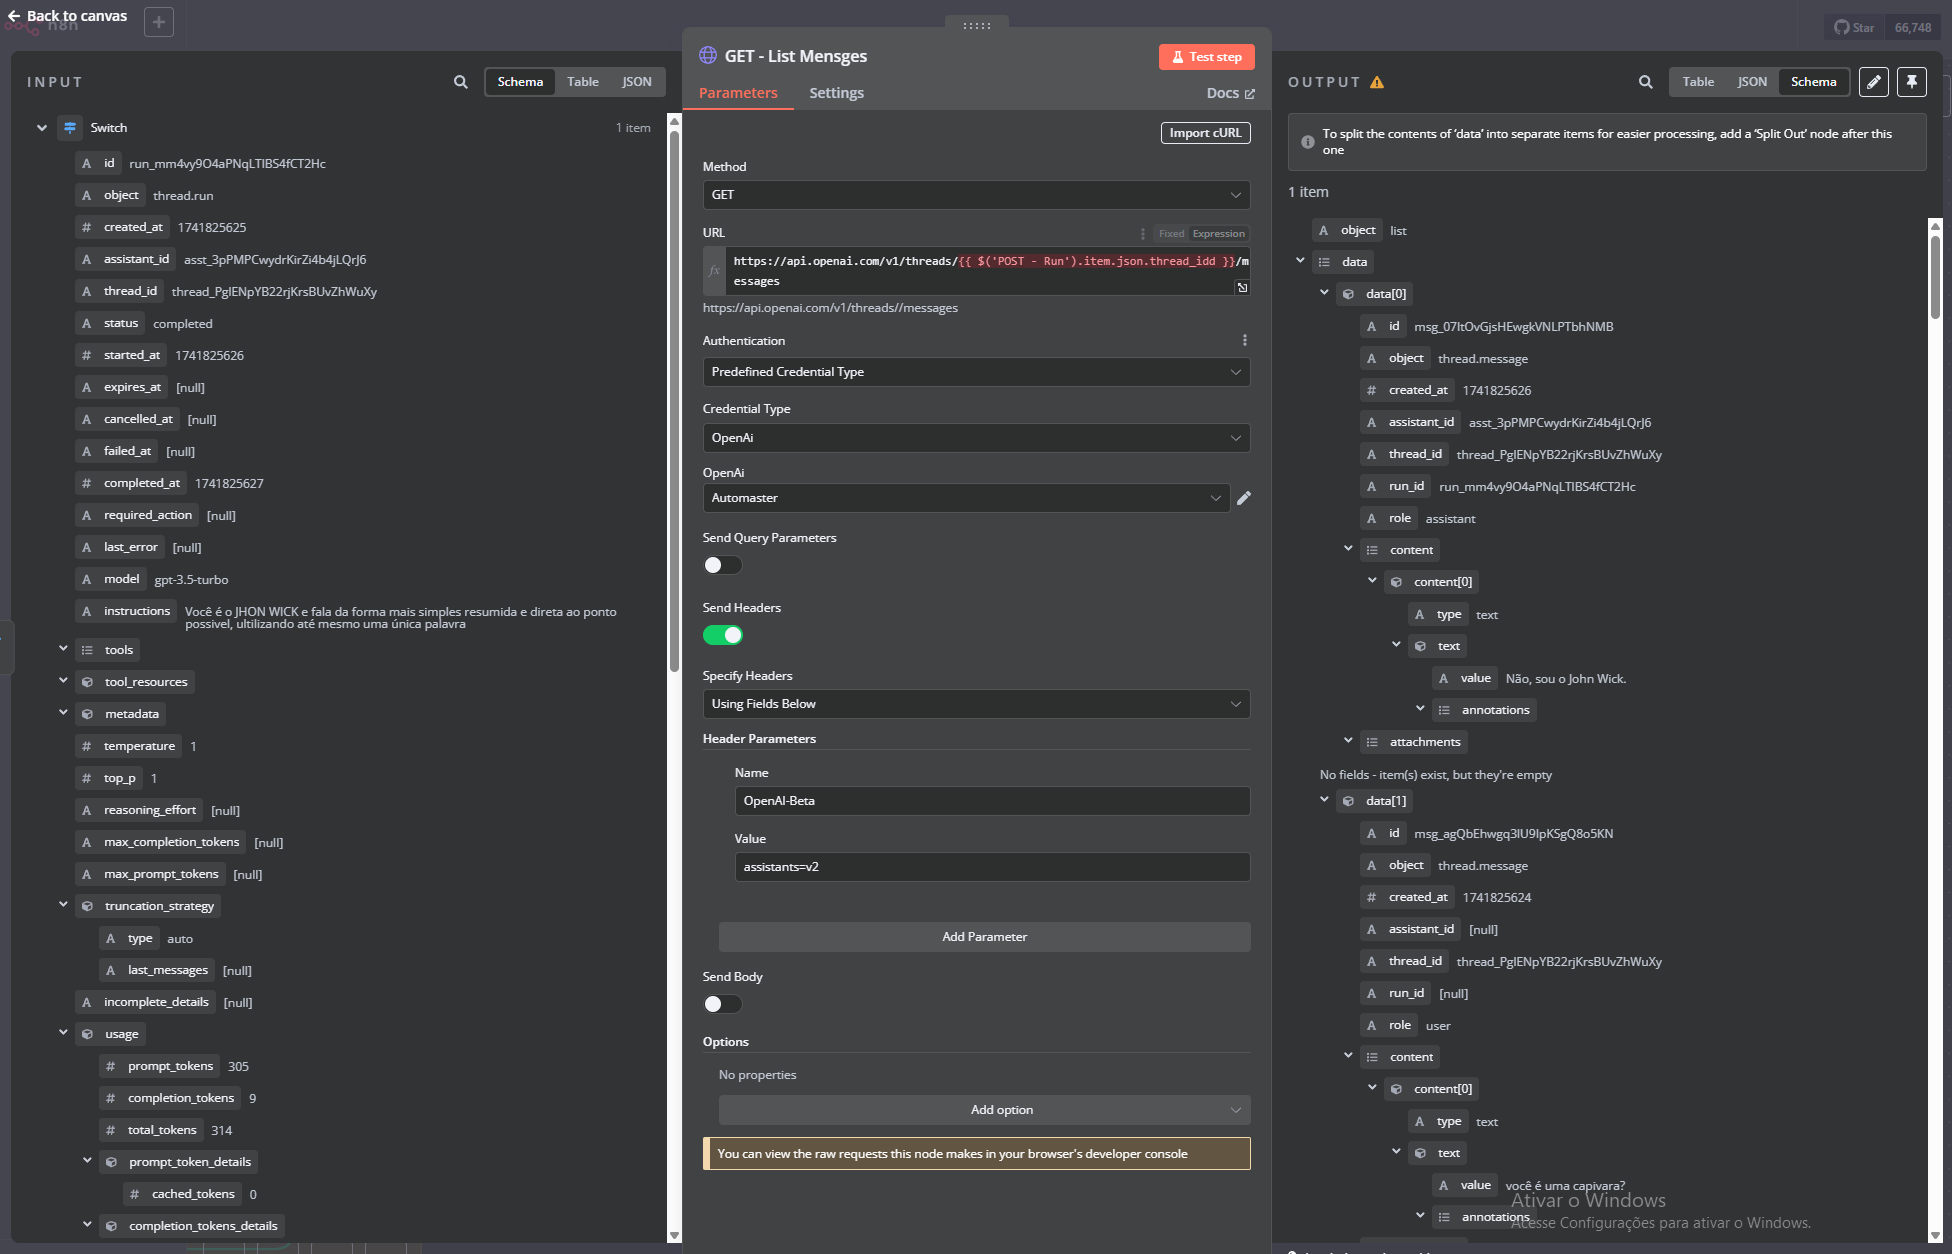 Back to canvas
n8n
Star 66,748
INPUT
Schema Table JSON
Switch 1 item
A id run_mm4vy9O4aPNqLTlBS4fCT2Hc
A object thread.run
# created_at 1741825625
A assistant_id asst_3pPMPCwydrKirZi4b4jLQrJ6
A thread_id thread_PglENpYB22rjKrsBUvZhWuXy
A status completed
# started_at 1741825626
A expires_at [null]
A cancelled_at [null]
A failed_at [null]
# completed_at 1741825627
A required_action [null]
A last_error [null]
A model gpt-3.5-turbo
A instructions Você é o JHON WICK e fala da forma mais simples resumida e direta ao ponto
possivel, ultilizando até mesmo uma única palavra
tools
tool_resources
metadata
# temperature 1
# top_p 1
A reasoning_effort [null]
A max_completion_tokens [null]
A max_prompt_tokens [null]
truncation_strategy
A type auto
A last_messages [null]
A incomplete_details [null]
usage
# prompt_tokens 305
# completion_tokens 9
# total_tokens 314
prompt_token_details
# cached_tokens 0
completion_tokens_details
GET - List Mensges
Test step
Parameters Settings
Docs
Import cURL
Method
GET
URL
Fixed Expression
fx
https://api.openai.com/v1/threads/{{ $('POST - Run').item.json.thread_idd }}/m
essages
https://api.openai.com/v1/threads//messages
Authentication
Predefined Credential Type
Credential Type
OpenAi
OpenAi
Automaster
Send Query Parameters
Send Headers
Specify Headers
Using Fields Below
Header Parameters
Name
OpenAI-Beta
Value
assistants=v2
Add Parameter
Send Body
Options
No properties
Add option
You can view the raw requests this node makes in your browser's developer console
OUTPUT
Table JSON Schema
To split the contents of ‘data’ into separate items for easier processing, add a ‘Split Out’ node after this
one
1 item
A object list
data
data[0]
A id msg_07ltOvGjsHEwgkVNLPTbhNMB
A object thread.message
# created_at 1741825626
A assistant_id asst_3pPMPCwydrKirZi4b4jLQrJ6
A thread_id thread_PglENpYB22rjKrsBUvZhWuXy
A run_id run_mm4vy9O4aPNqLTlBS4fCT2Hc
A role assistant
content
content[0]
A type text
text
A value Não, sou o John Wick.
annotations
attachments
No fields - item(s) exist, but they're empty
data[1]
A id msg_agQbEhwgq3lU9lpKSgQ8o5KN
A object thread.message
# created_at 1741825624
A assistant_id [null]
A thread_id thread_PglENpYB22rjKrsBUvZhWuXy
A run_id [null]
A role user
content
content[0]
A type text
text
A value você é uma capivara?
annotations
Ativar o Windows
Acesse Configurações para ativar o Windows.